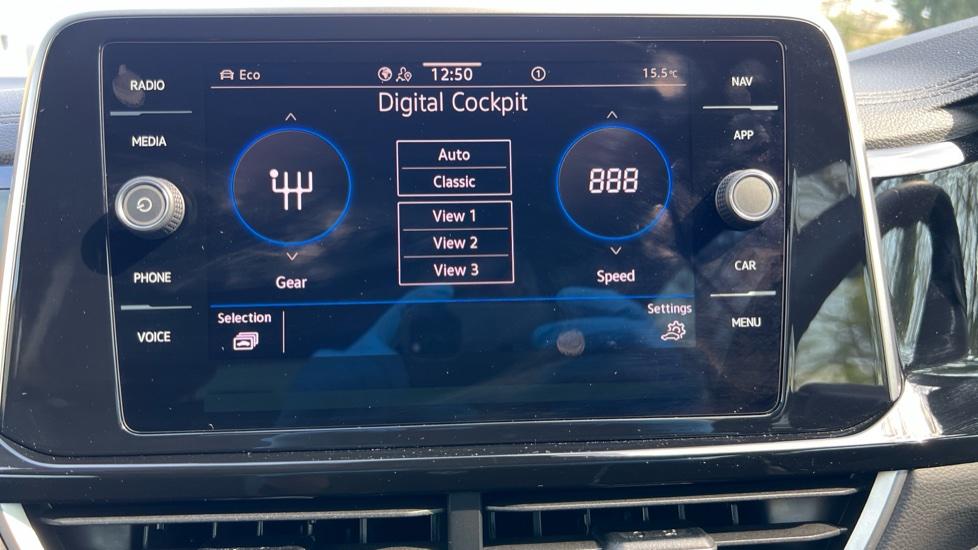 RADIO
MEDIA
PHONE
VOICE
Eco
12:50
1
15.5°C
Digital Cockpit
Auto
Classic
View 1
View 2
View 3
Gear
888
Speed
Selection
Settings
NAV
APP
CAR
MENU